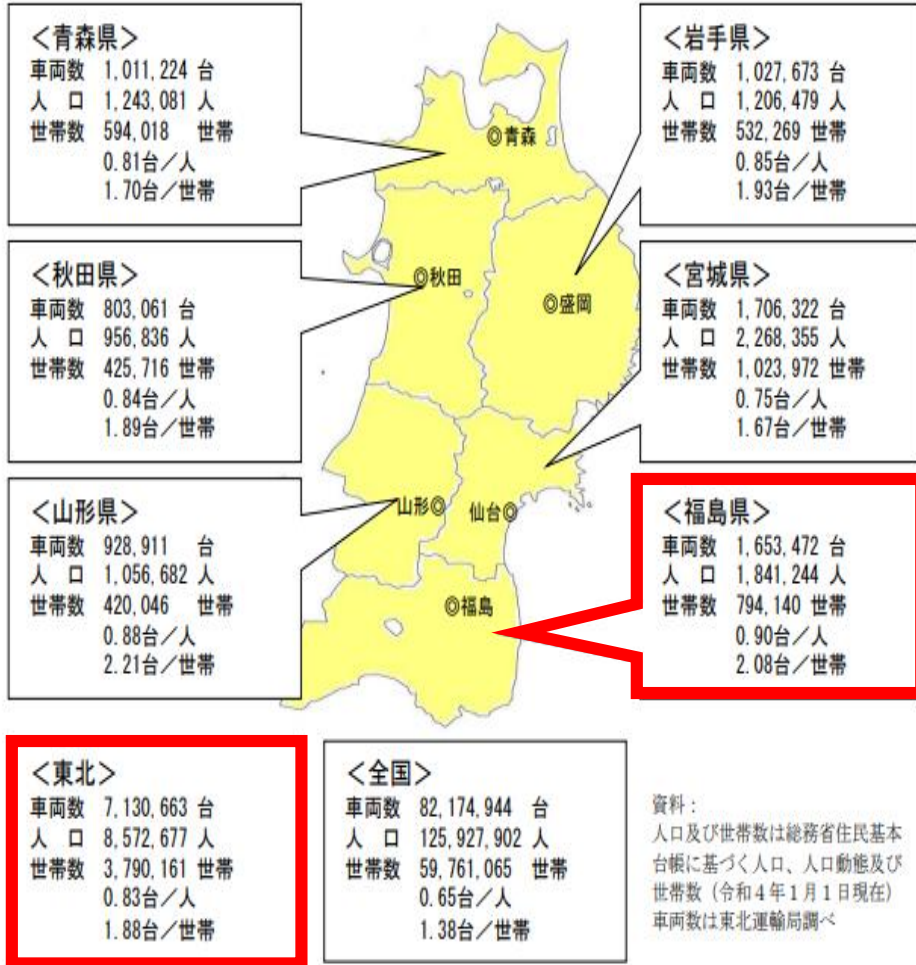 ＜青森県＞
車両数 1,011,224 台
人　口 1,243,081 人
世帯数 594,018 世帯
0.81台／人
1.70台／世帯
＜岩手県＞
車両数 1,027,673 台
人　口 1,206,479 人
世帯数 532,269 世帯
0.85台／人
1.93台／世帯
◎青森
＜秋田県＞
車両数 803,061 台
人　口 956,836 人
世帯数 425,716 世帯
0.84台／人
1.89台／世帯
◎秋田
◎盛岡
＜宮城県＞
車両数 1,706,322 台
人　口 2,268,355 人
世帯数 1,023,972 世帯
0.75台／人
1.67台／世帯
＜山形県＞
車両数 928,911 台
人　口 1,056,682 人
世帯数 420,046 世帯
0.88台／人
2.21台／世帯
山形◎
仙台◎
◎福島
＜福島県＞
車両数 1,653,472 台
人　口 1,841,244 人
世帯数 794,140 世帯
0.90台／人
2.08台／世帯
＜東北＞
車両数 7,130,663 台
人　口 8,572,677 人
世帯数 3,790,161 世帯
0.83台／人
1.88台／世帯
＜全国＞
車両数 82,174,944 台
人　口 125,927,902 人
世帯数 59,761,065 世帯
0.65台／人
1.38台／世帯
資料：
人口及び世帯数は総務省住民基本
台帳に基づく人口、人口動態及び
世帯数（令和４年１月１日現在）
車両数は東北運輸局調べ